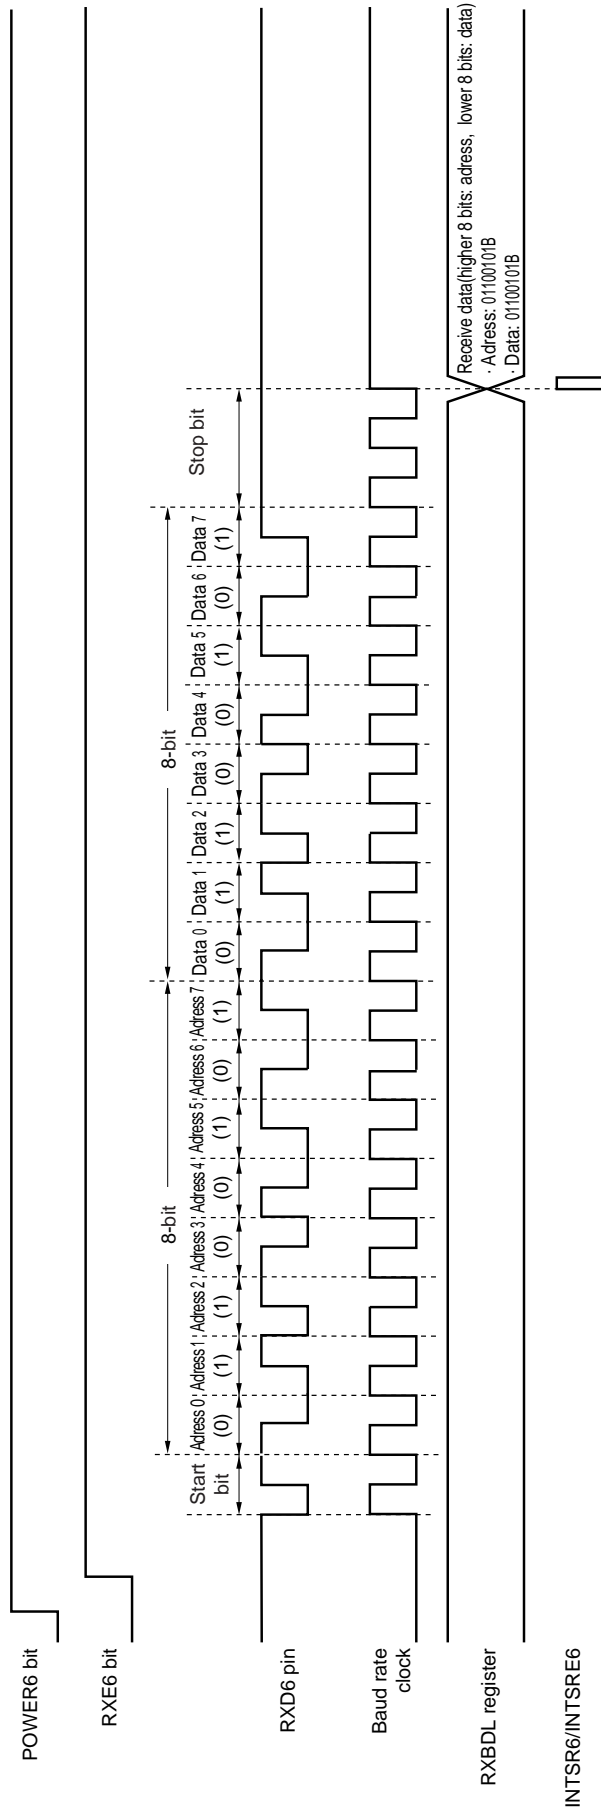 POWER6 bit
RXE6 bit
8-bit
8-bit
Start
bit
Adress 0
(0)
Adress 1
(1)
Adress 2
(1)
Adress 3
(0)
Adress 4
(0)
Adress 5
(1)
Adress 6
(0)
Adress 7
(1)
Data 0
(0)
Data 1
(1)
Data 2
(1)
Data 3
(0)
Data 4
(0)
Data 5
(1)
Data 6
(0)
Data 7
(1)
Stop bit
RXD6 pin
Baud rate
clock
RXBDL register
Receive data(higher 8 bits: adress, lower 8 bits: data)
· Adress: 01100101B
· Data: 01100101B
INTSR6/INTSRE6